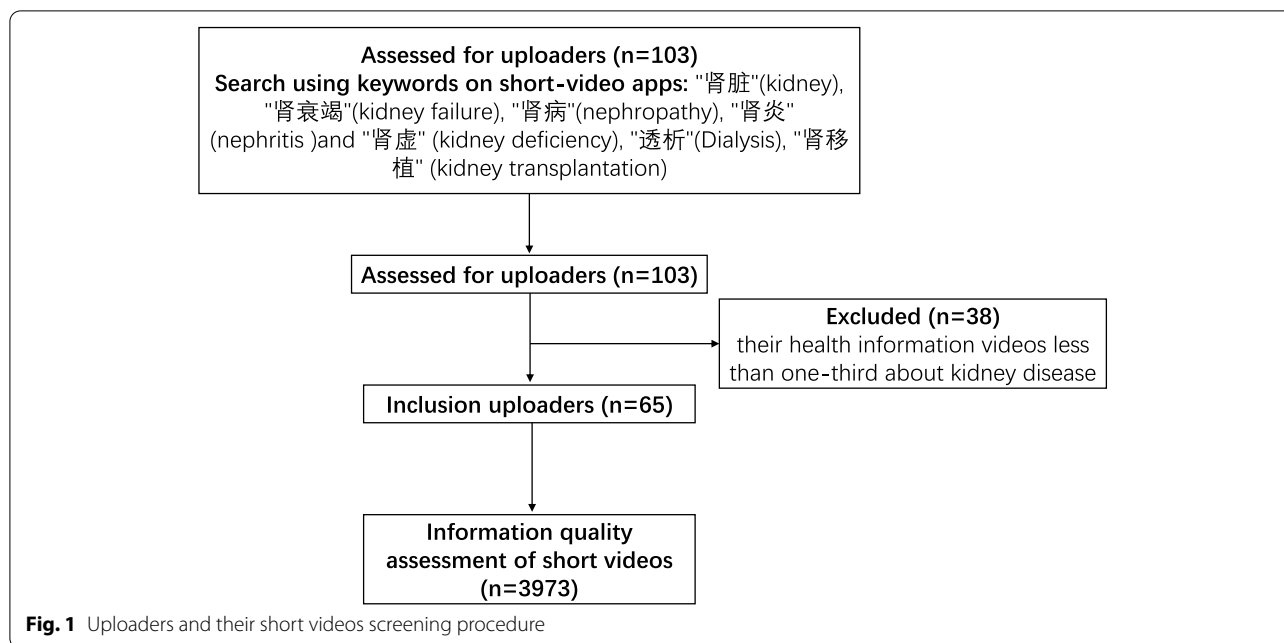 Assessed for uploaders (n=103)
Search using keywords on short-video apps: "肾脏"(kidney),
"肾衰竭"(kidney failure), "肾病"(nephropathy), "肾炎"
(nephritis )and "肾虚" (kidney deficiency), "透析"(Dialysis), "肾移
植" (kidney transplantation)
Assessed for uploaders (n=103)
Excluded (n=38)
their health information videos less
than one-third about kidney disease
Inclusion uploaders (n=65)
Information quality
assessment of short videos
(n=3973)
Fig. 1 Uploaders and their short videos screening procedure